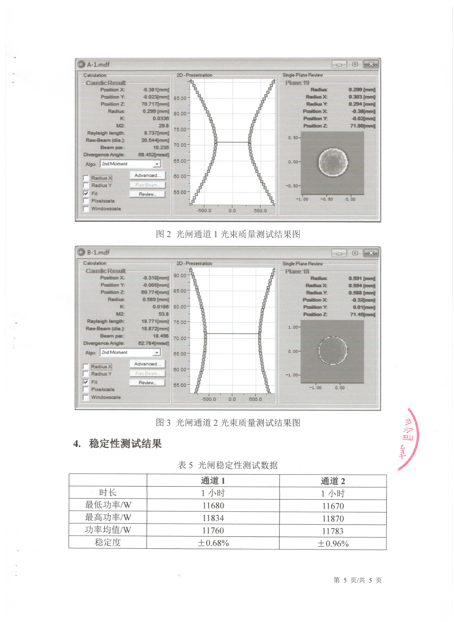 A-1.mdf
Calculation
Caustic Result:
Position X: -0.361[mm]
Position Y: -0.023[mm]
Position Z: 70.717[mm]
Radius: 0.299 [mm]
K: 0.0336
M2: 29.8
Rayleigh length: 8.737[mm]
Raw-Beam (dia.): 26.544[mm]
Beam par.: 10.235
Divergence Angle: 68.452[mrad]
Algo.: 2nd Moment
Radius X
Radius Y
Fit
Pixelscale
Windowscale
Advanced...
Raw Beam...
Review...
2D - Presentation
85.00
80.00
75.00
70.00
65.00
60.00
55.00
-500.0 0.0 500.0
Single Plane Review
Plane: 10
Radius: 0.299 [mm]
Radius X: 0.303 [mm]
Radius Y: 0.294 [mm]
Position X: -0.38[mm]
Position Y: -0.02[mm]
Position Z: 71.00[mm]
0.50
0.00
-0.50
-1.00 -0.50 0.00
图 2 光闸通道 1 光束质量测试结果图
B-1.mdf
Calculation
Caustic Result:
Position X: -0.310[mm]
Position Y: -0.005[mm]
Position Z: 69.774[mm]
Radius: 0.589 [mm]
K: 0.0186
M2: 53.8
Rayleigh length: 18.771[mm]
Raw-Beam (dia.): 18.872[mm]
Beam par.: 18.498
Divergence Angle: 62.784[mrad]
Algo.: 2nd Moment
Radius X
Radius Y
Fit
Pixelscale
Windowscale
Advanced...
Raw Beam...
Review...
2D - Presentation
90.00
85.00
80.00
75.00
70.00
65.00
60.00
55.00
-500.0 0.0 500.0
Single Plane Review
Plane: 10
Radius: 0.591 [mm]
Radius X: 0.594 [mm]
Radius Y: 0.588 [mm]
Position X: -0.32[mm]
Position Y: 0.01[mm]
Position Z: 71.45[mm]
1.00
0.00
-1.00
-1.00 0.00
图 3 光闸通道 2 光束质量测试结果图
4. 稳定性测试结果
表 5 光闸稳定性测试数据
通道 1 通道 2
时长 1 小时 1 小时
最低功率/W 11680 11670
最高功率/W 11834 11870
功率均值/W 11760 11783
稳定度 ±0.68% ±0.96%
第 5 页/共 5 页